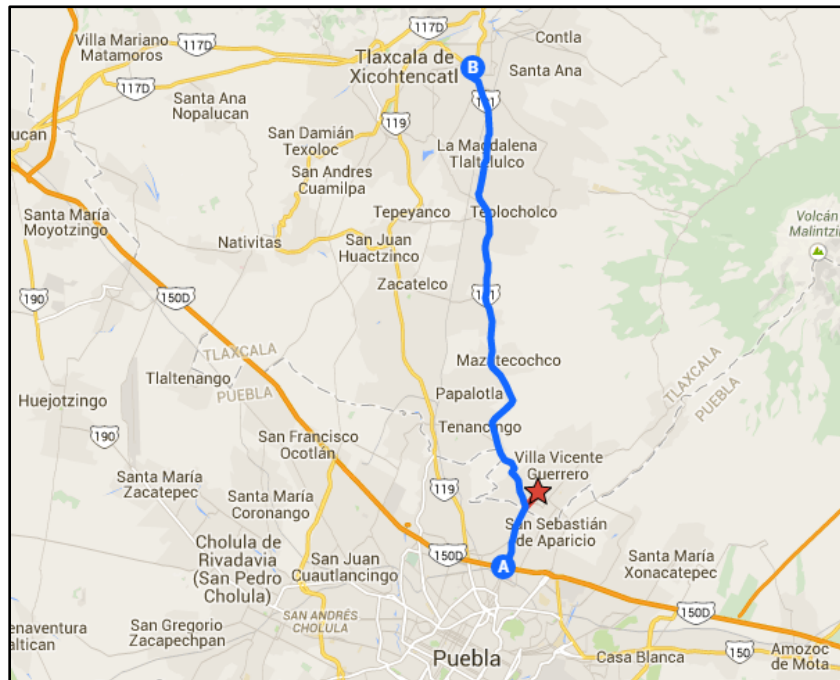 117D
Contla
Villa Mariano
Matamoros
117D
Tlaxcala de
Xicohtencatl
B
Santa Ana
117D
Santa Ana
Nopalucan
119
ucan
San Damián
Texoloc
La Magdalena
Tlaltelulco
San Andres
Cuamilpa
Santa María
Moyotzingo
Tepeyanco
Teolocholco
Volcán
Malintzin
Nativitas
San Juan
Huactzinco
Zacatelco
190
150D
TLAXCALA
PUEBLA
Mazatecochco
TLAXCALA
PUEBLA
Tlaltenango
Huejotzingo
Papalotla
Tenancingo
190
San Francisco
Ocotlán
Villa Vicente
Guerrero
Santa María
Zacatepec
119
Santa María
Coronango
San Sebastián
de Aparicio
Cholula de
Rivadavia
(San Pedro
Cholula)
150D
San Juan
Cuautlancingo
A
Santa María
Xonacatepec
SAN ANDRÉS
CHOLULA
150D
enaventura
altican
San Gregorio
Zacapechpan
Puebla
Casa Blanca
150
Amozoc
de Mota